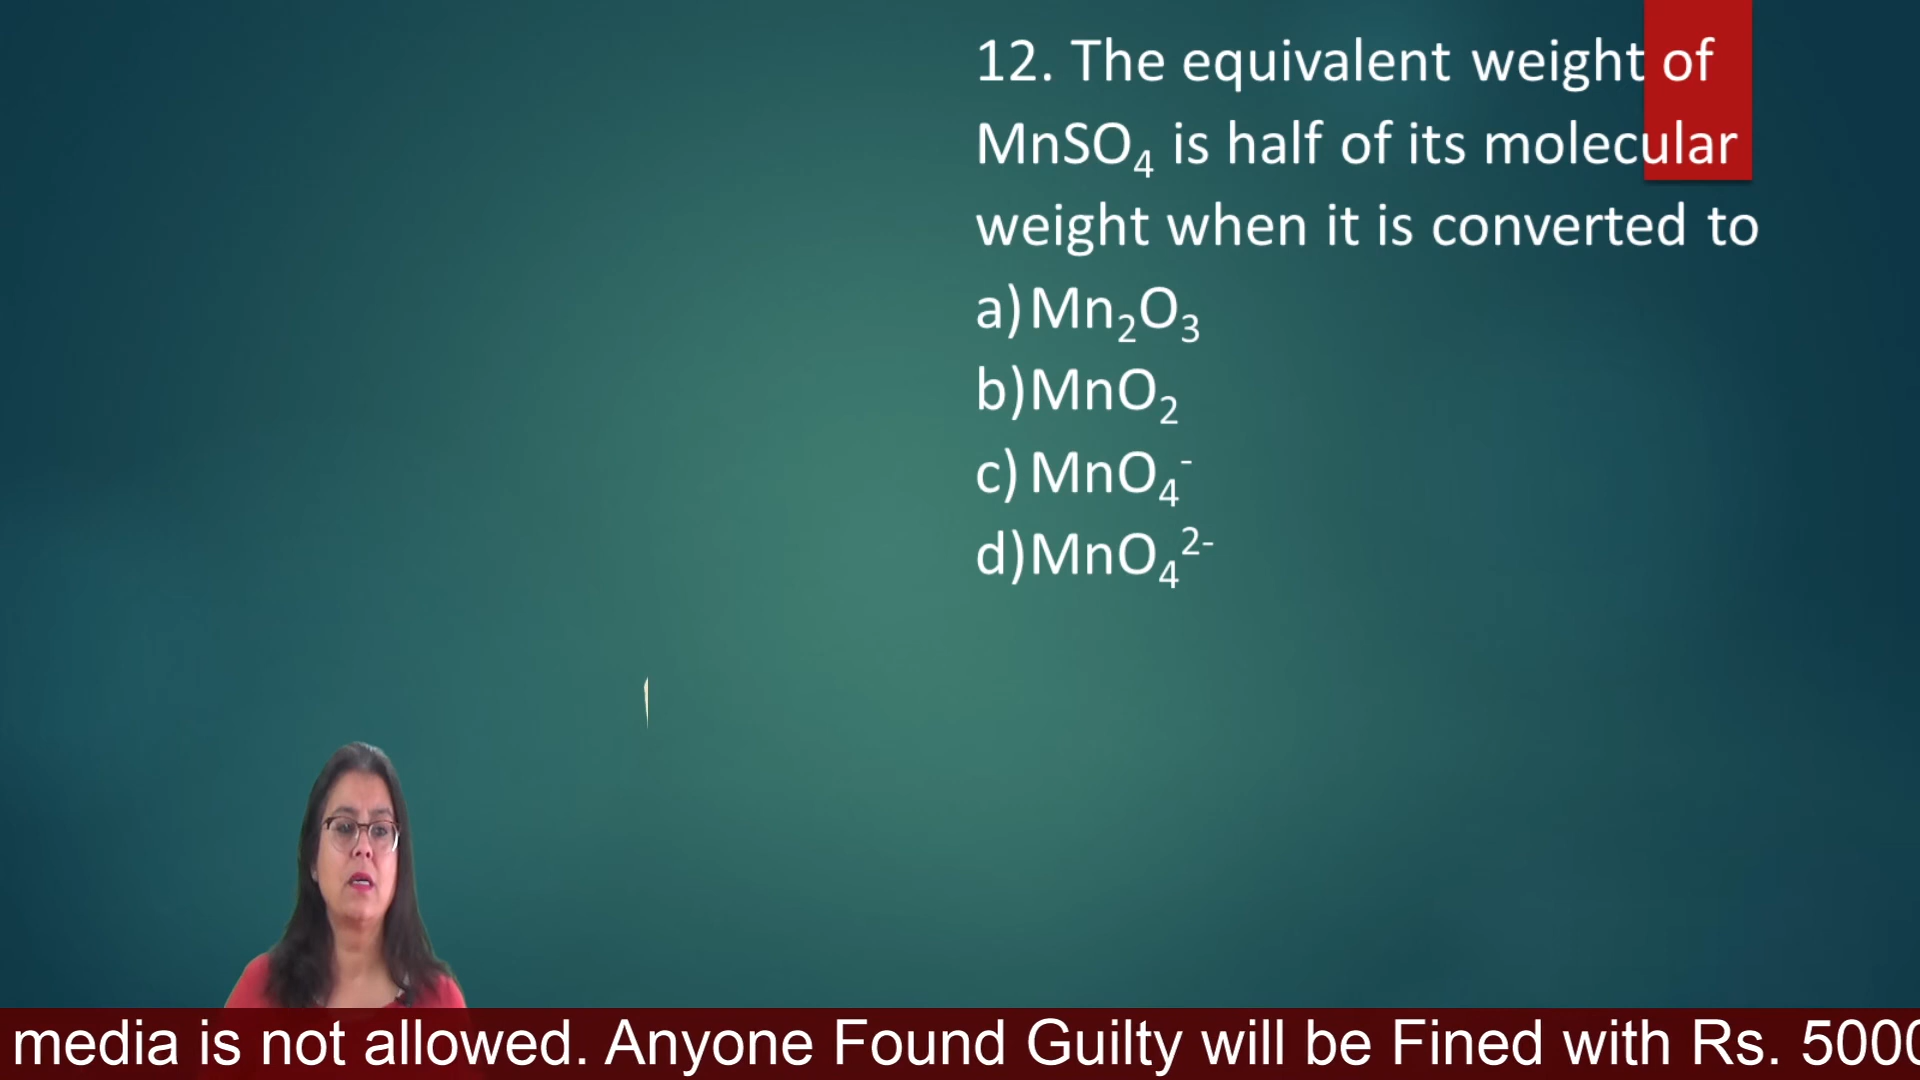 12. The equivalent weight of
MnSO₄ is half of its molecular
weight when it is converted to
a) Mn₂O₃
b) MnO₂
c) MnO₄⁻
d) MnO₄²⁻
media is not allowed. Anyone Found Guilty will be Fined with Rs. 5000